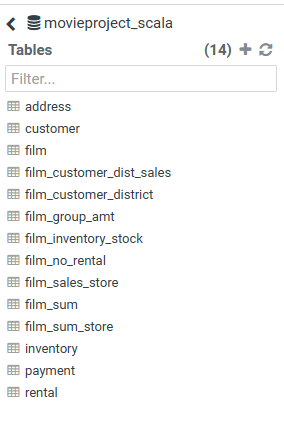 movieproject_scala
Tables (14)
Filter...
address
customer
film
film_customer_dist_sales
film_customer_district
film_group_amt
film_inventory_stock
film_no_rental
film_sales_store
film_sum
film_sum_store
inventory
payment
rental